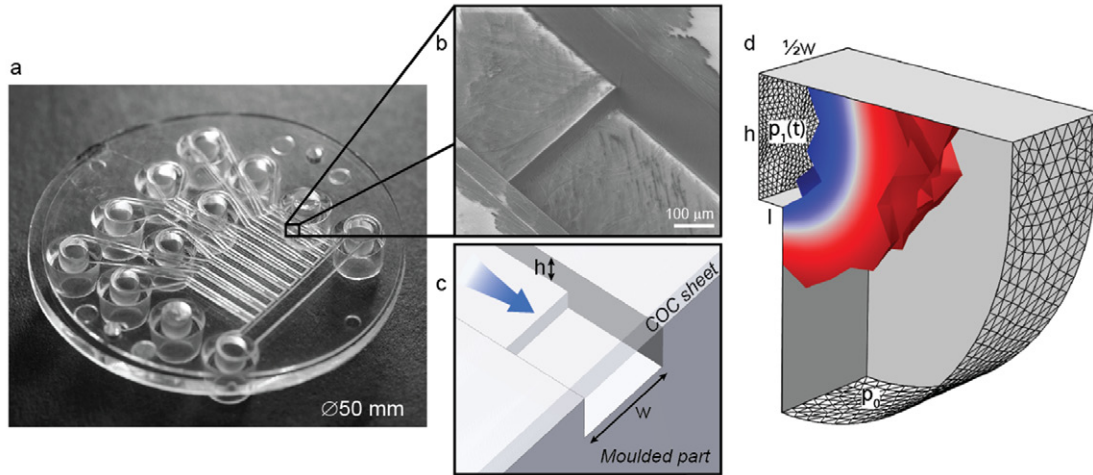 a
∅50 mm
b
100 μm
c
h
COC sheet
w
Moulded part
d
½w
h
p₁(t)
l
p₀